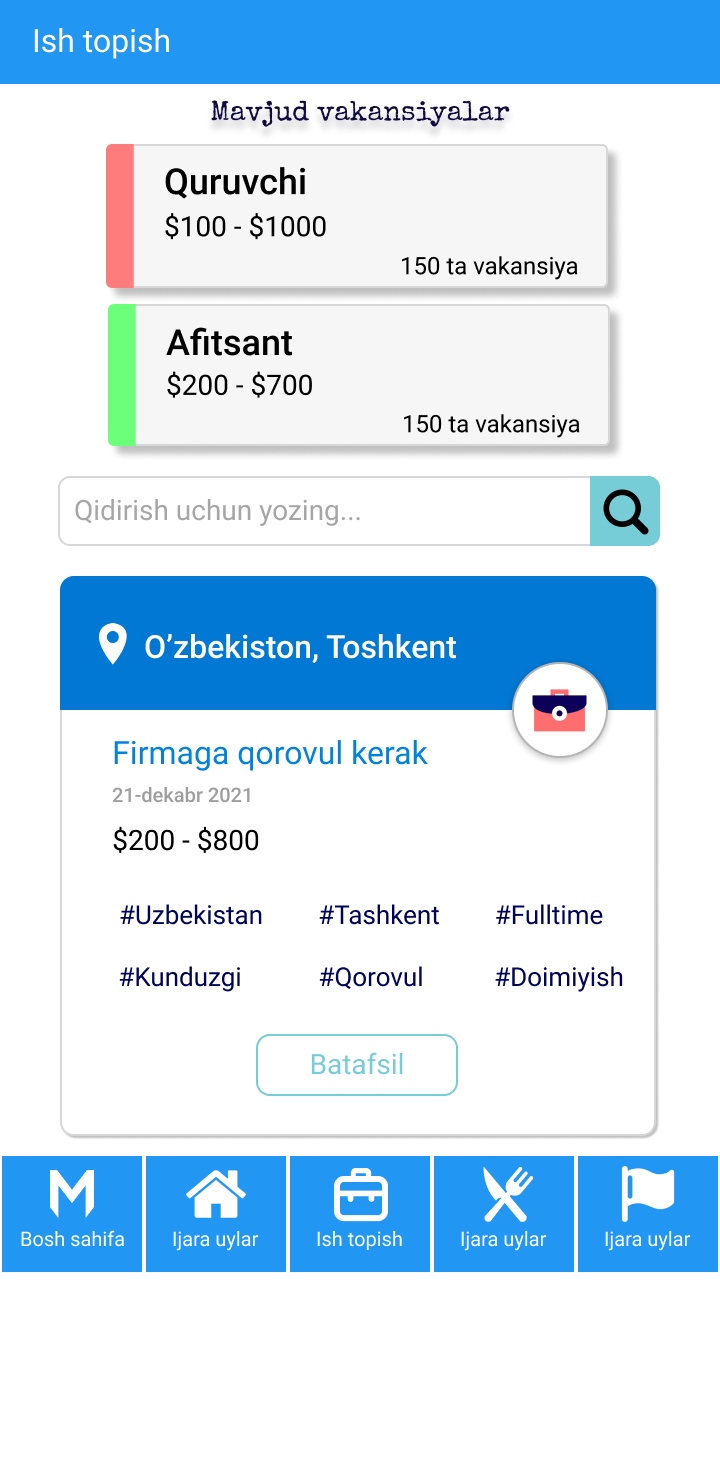 Ish topish
Mavjud vakansiyalar
Quruvchi
$100 - $1000
150 ta vakansiya
Afitsant
$200 - $700
150 ta vakansiya
Qidirish uchun yozing...
O’zbekiston, Toshkent
Firmaga qorovul kerak
21-dekabr 2021
$200 - $800
#Uzbekistan #Tashkent #Fulltime
#Kunduzgi #Qorovul #Doimiyish
Batafsil
Bosh sahifa Ijara uylar Ish topish Ijara uylar Ijara uylar